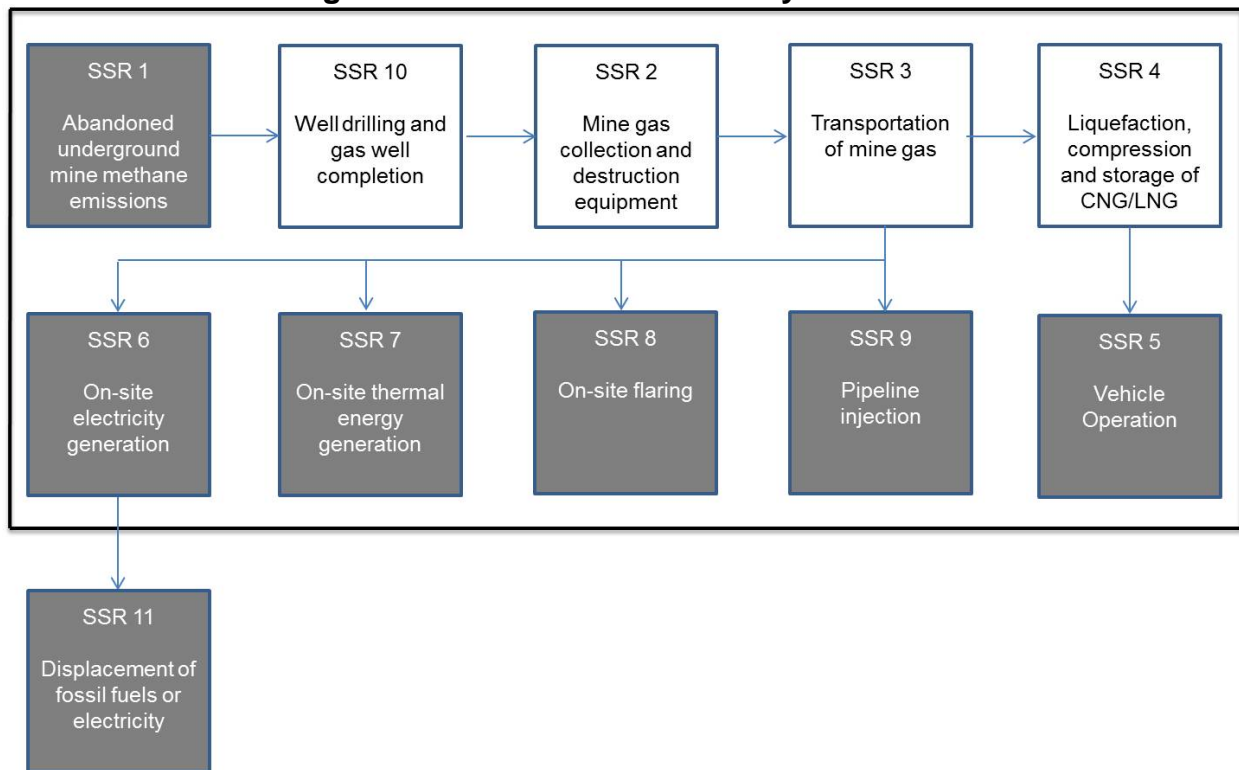 SSR 1
Abandoned
underground
mine methane
emissions
SSR 10
Well drilling and
gas well
completion
SSR 2
Mine gas
collection and
destruction
equipment
SSR 3
Transportation
of mine gas
SSR 4
Liquefaction,
compression
and storage of
CNG/LNG
SSR 6
On-site
electricity
generation
SSR 7
On-site thermal
energy
generation
SSR 8
On-site flaring
SSR 9
Pipeline
injection
SSR 5
Vehicle
Operation
SSR 11
Displacement of
fossil fuels or
electricity